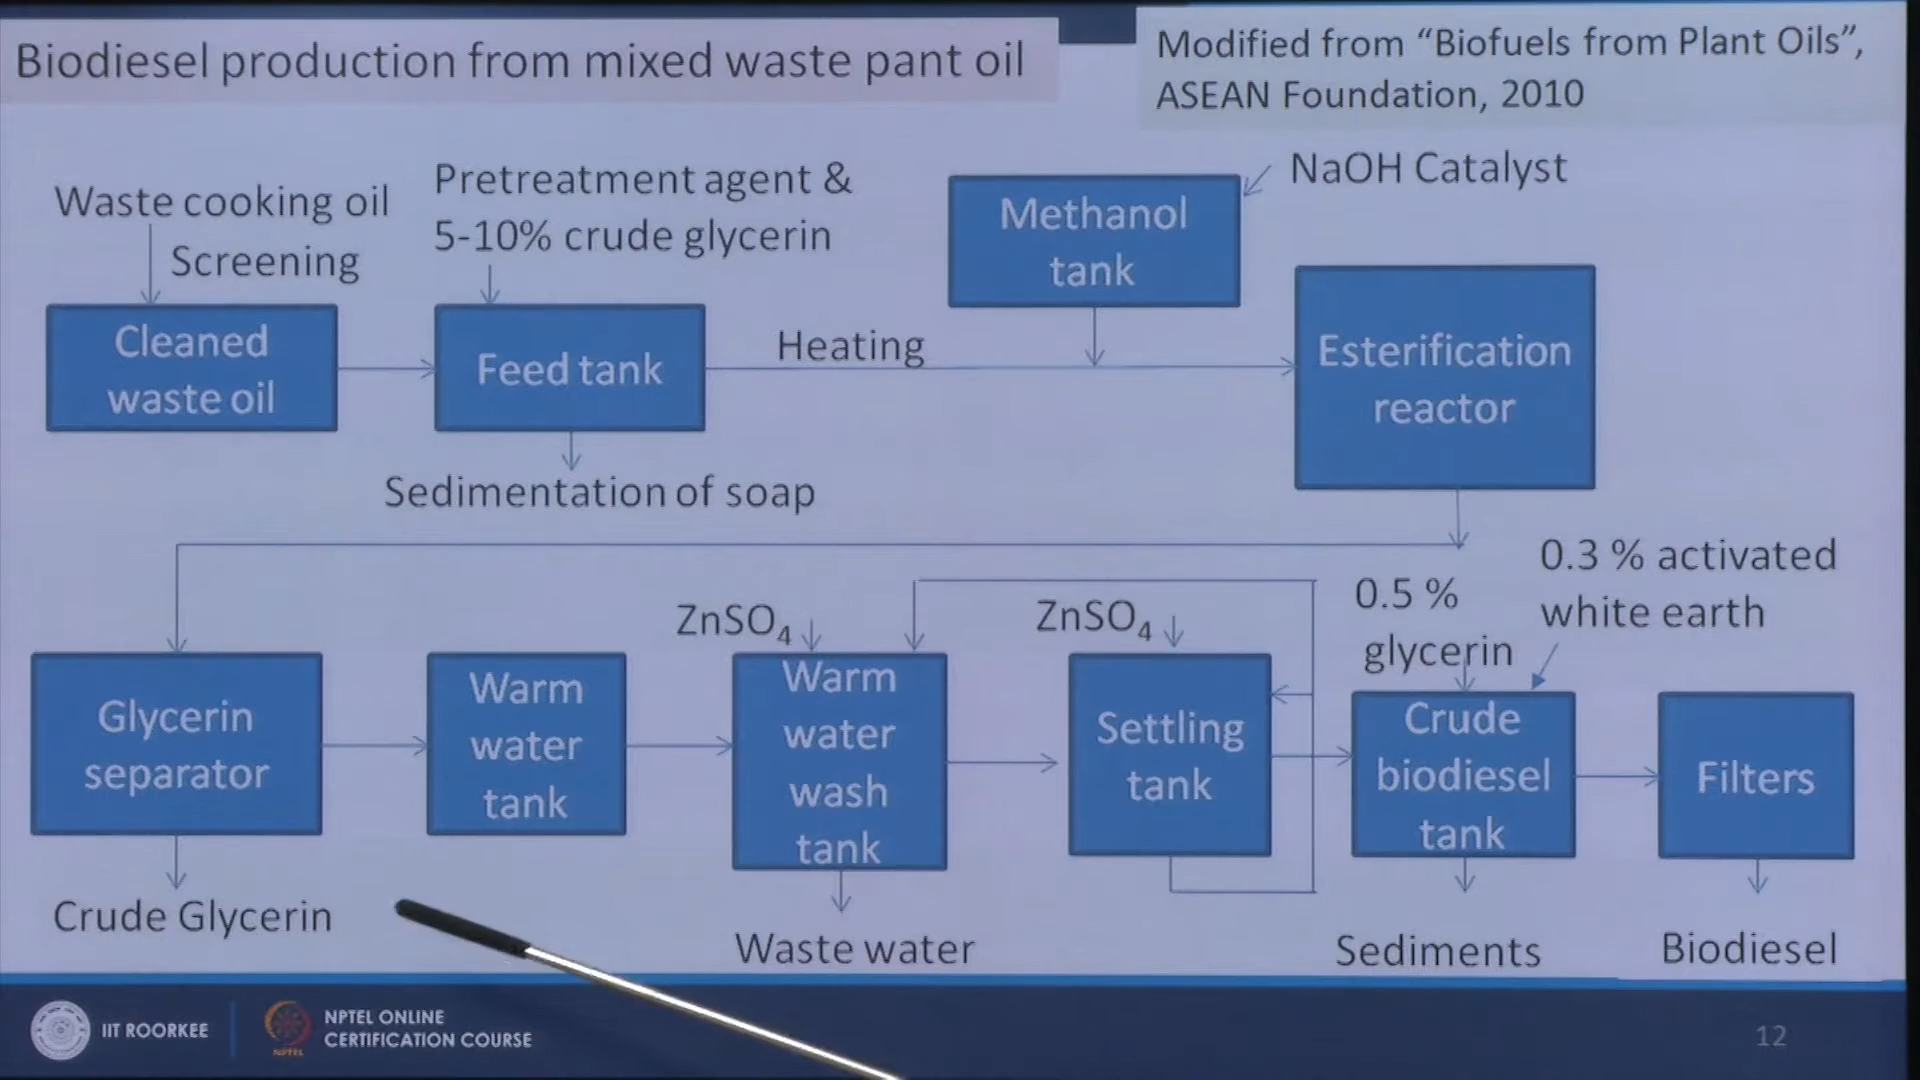 Biodiesel production from mixed waste pant oil
Modified from “Biofuels from Plant Oils”,
ASEAN Foundation, 2010
Waste cooking oil
Screening
Pretreatment agent &
5-10% crude glycerin
Methanol
tank
NaOH Catalyst
Cleaned
waste oil
Feed tank
Heating
Esterification
reactor
Sedimentation of soap
ZnSO4
ZnSO4
0.5 %
glycerin
0.3 % activated
white earth
Glycerin
separator
Warm
water
tank
Warm
water
wash
tank
Settling
tank
Crude
biodiesel
tank
Filters
Crude Glycerin
Waste water
Sediments
Biodiesel
IIT ROORKEE
NPTEL
NPTEL ONLINE
CERTIFICATION COURSE
12